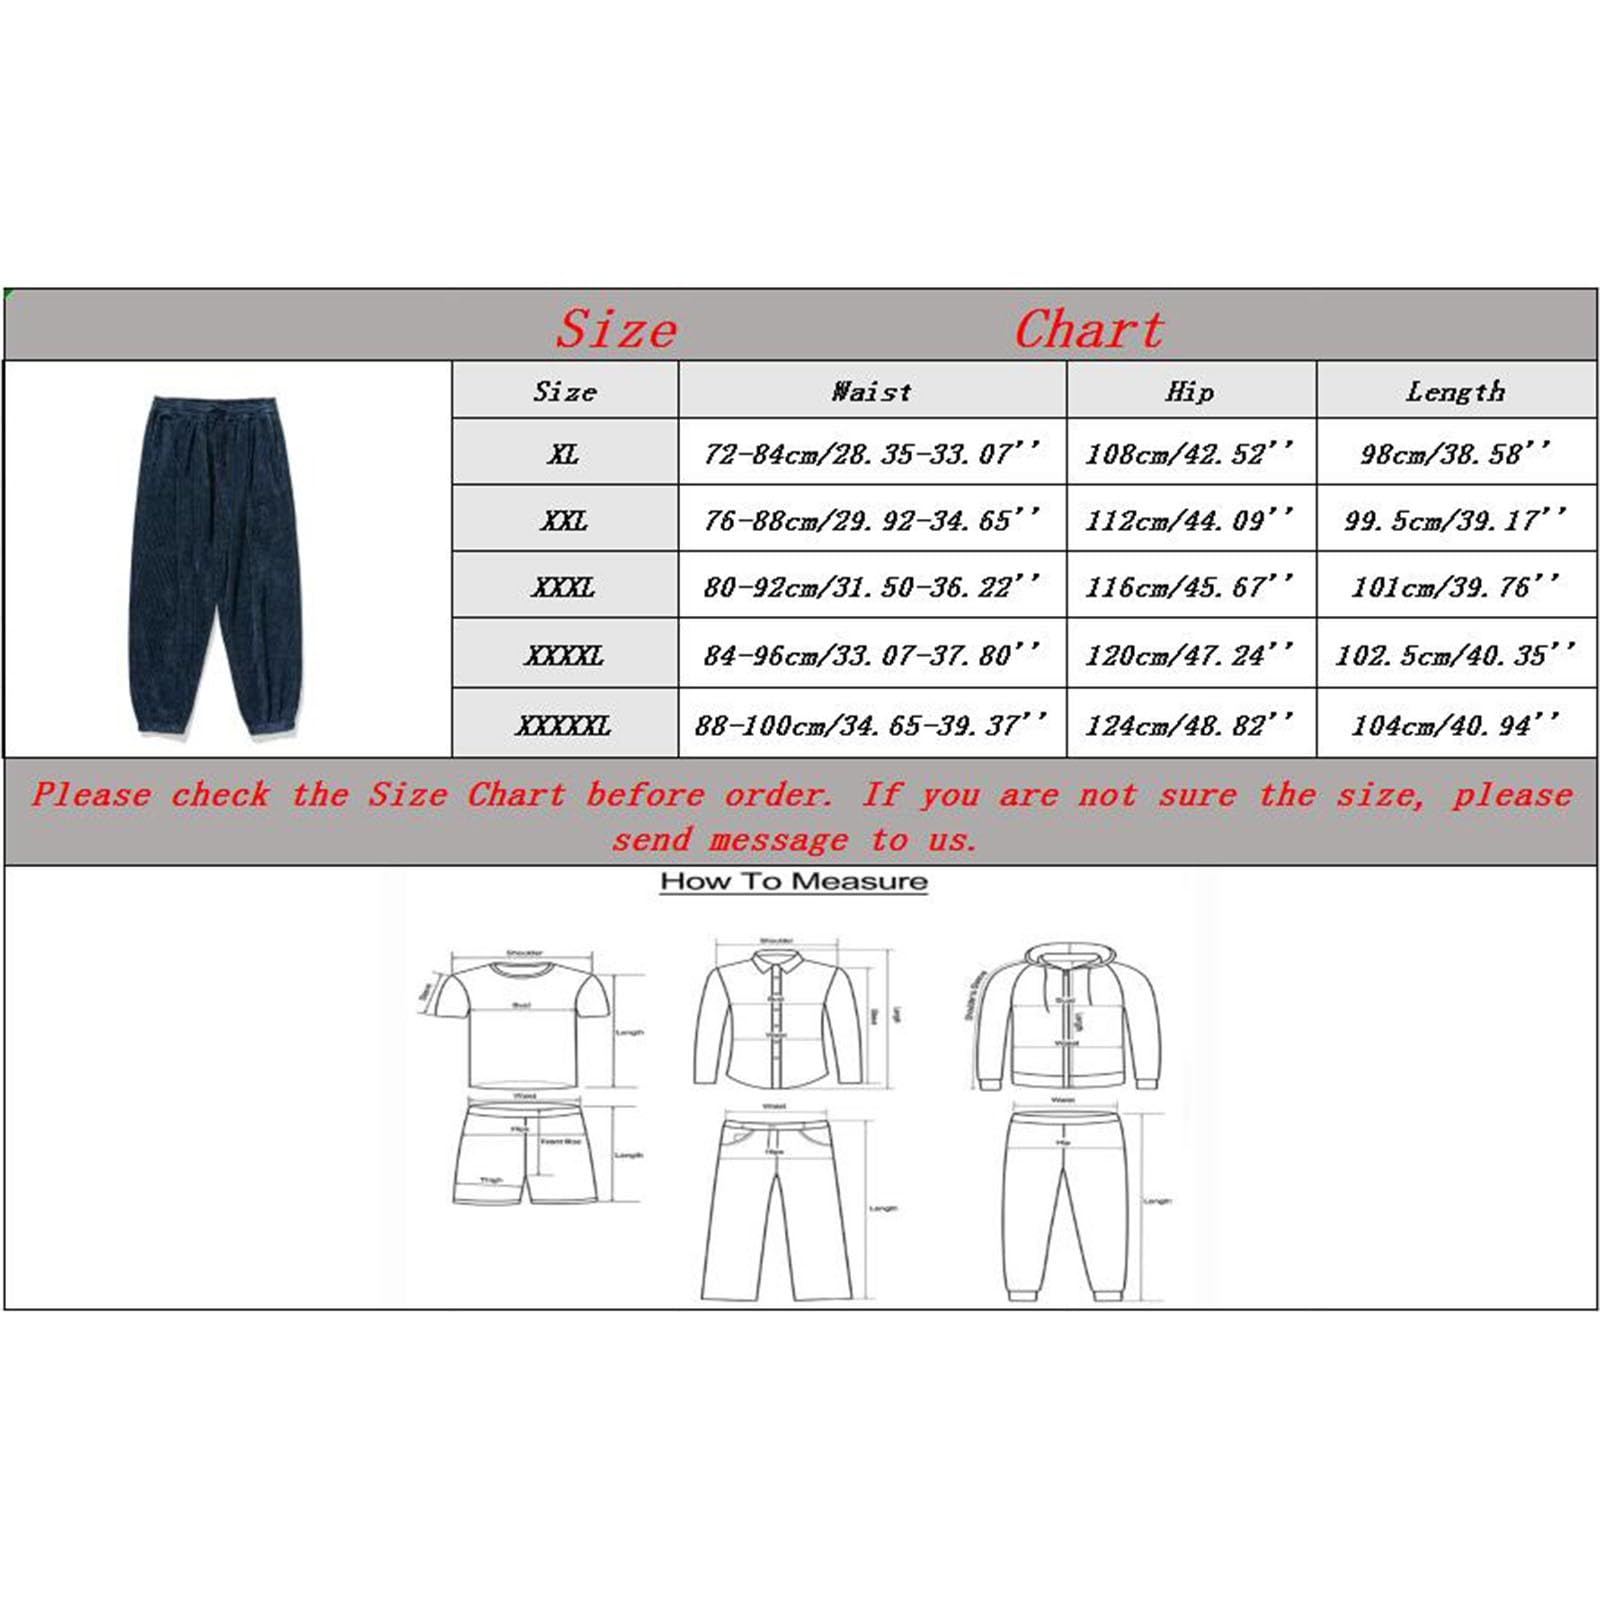 Size Chart
Size Waist Hip Length
XL 72-84cm/28.35-33.07'' 108cm/42.52'' 98cm/38.58''
XXL 76-88cm/29.92-34.65'' 112cm/44.09'' 99.5cm/39.17''
XXXL 80-92cm/31.50-36.22'' 116cm/45.67'' 101cm/39.76''
XXXXL 84-96cm/33.07-37.80'' 120cm/47.24'' 102.5cm/40.35''
XXXXXL 88-100cm/34.65-39.37'' 124cm/48.82'' 104cm/40.94''
Please check the Size Chart before order. If you are not sure the size, please
send message to us.
How To Measure
Shoulder
Bust
Length
Shoulder
Bust
Waist
Length
Bust
Length
Waist
Waist
Hips
Length
Thigh
Waist
Hips
Length
Waist
Hip
Length